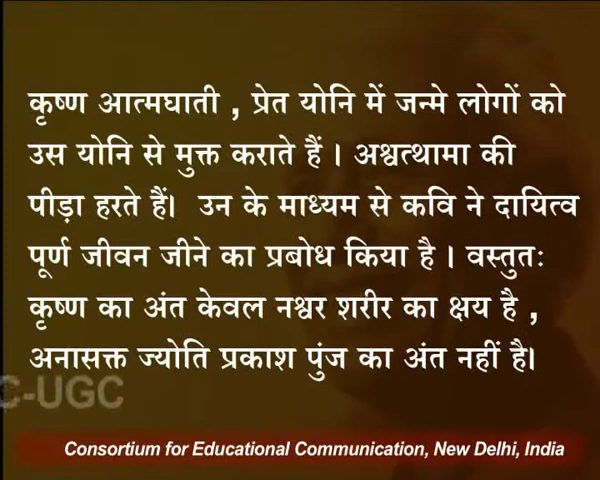 कृष्ण आत्मघाती , प्रेत योनि में जन्मे लोगों को
उस योनि से मुक्त कराते हैं । अश्वत्थामा की
पीड़ा हरते हैं। उन के माध्यम से कवि ने दायित्व
पूर्ण जीवन जीने का प्रबोध किया है । वस्तुतः
कृष्ण का अंत केवल नश्वर शरीर का क्षय है ,
अनासक्त ज्योति प्रकाश पुंज का अंत नहीं है।
C-UGC
Consortium for Educational Communication, New Delhi, India